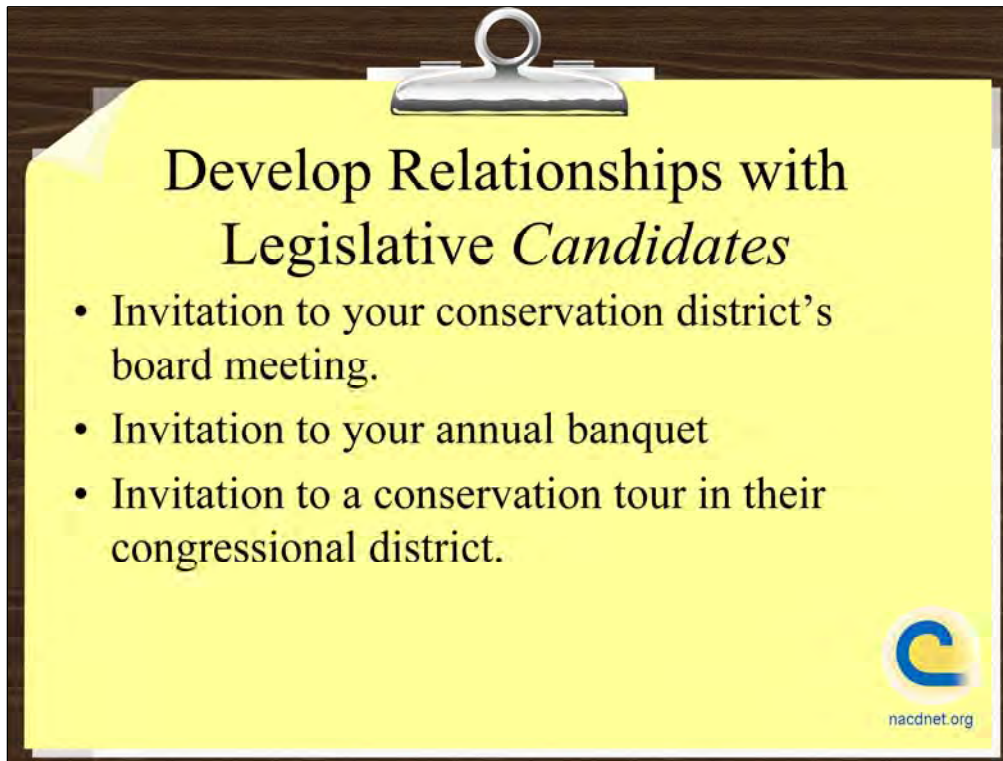 Develop Relationships with
Legislative Candidates
• Invitation to your conservation district's
board meeting.
• Invitation to your annual banquet
• Invitation to a conservation tour in their
congressional district.
nacdnet.org